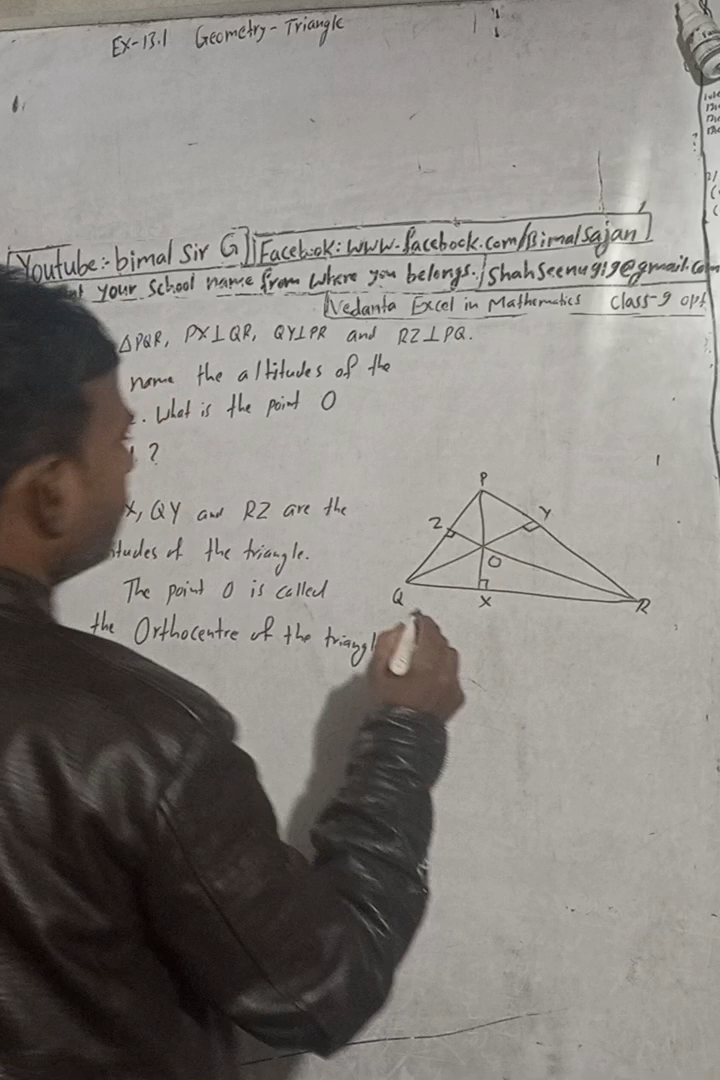 Ex-13.1 Geometry-Triangle
Youtube:- bimal Sir G Facebook: www.facebook.com/Bimalsajan
your School name from where you belongs. Shahseenu919@gmail.com
Vedanta Excel in Mathematics Class-9 opt
ΔPQR, PX⊥QR, QY⊥PR and RZ⊥PQ.
name the altitudes of the
. What is the point O
?
X, QY and RZ are the
tudes of the triangle.
The point O is called
the Orthocentre of the triangl
P
Z
Y
O
Q
X
R